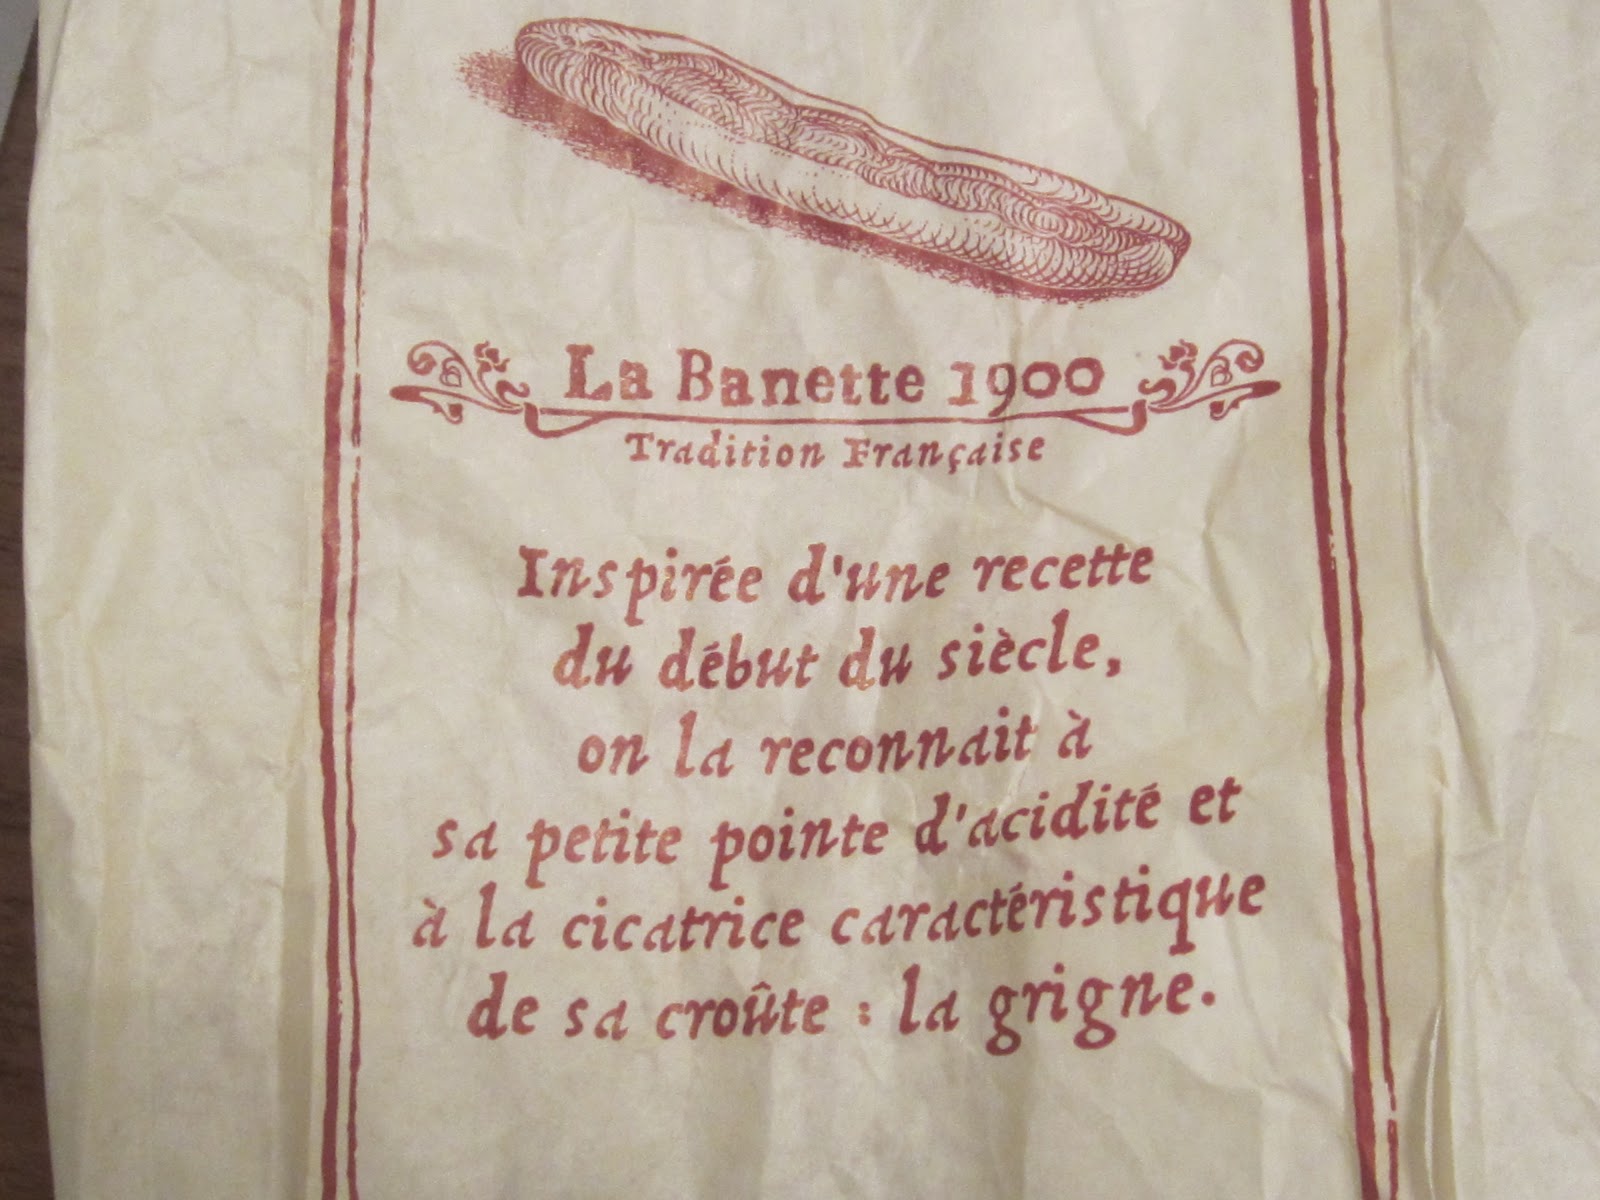 La Banette 1900
Tradition Française
Inspirée d'une recette
du début du siècle,
on la reconnait à
sa petite pointe d'acidité et
à la cicatrice caractéristique
de sa croûte : la grigne.